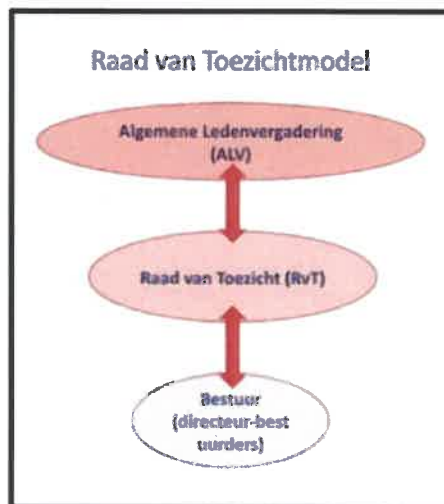 Raad van Toezichtmodel
Algemene Ledenvergadering
(ALV)
Raad van Toezicht (RvT)
Bestuur
(directeur-best
uurders)